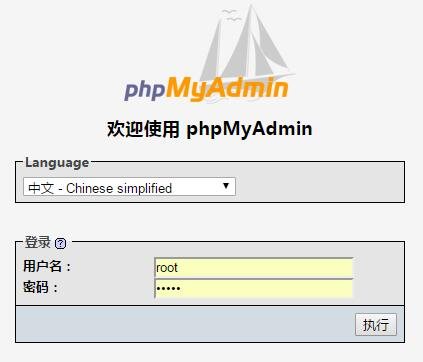 phpMyAdmin
欢迎使用 phpMyAdmin
Language
中文 - Chinese simplified
登录 ?
用户名：
root
密码：
•••••
执行